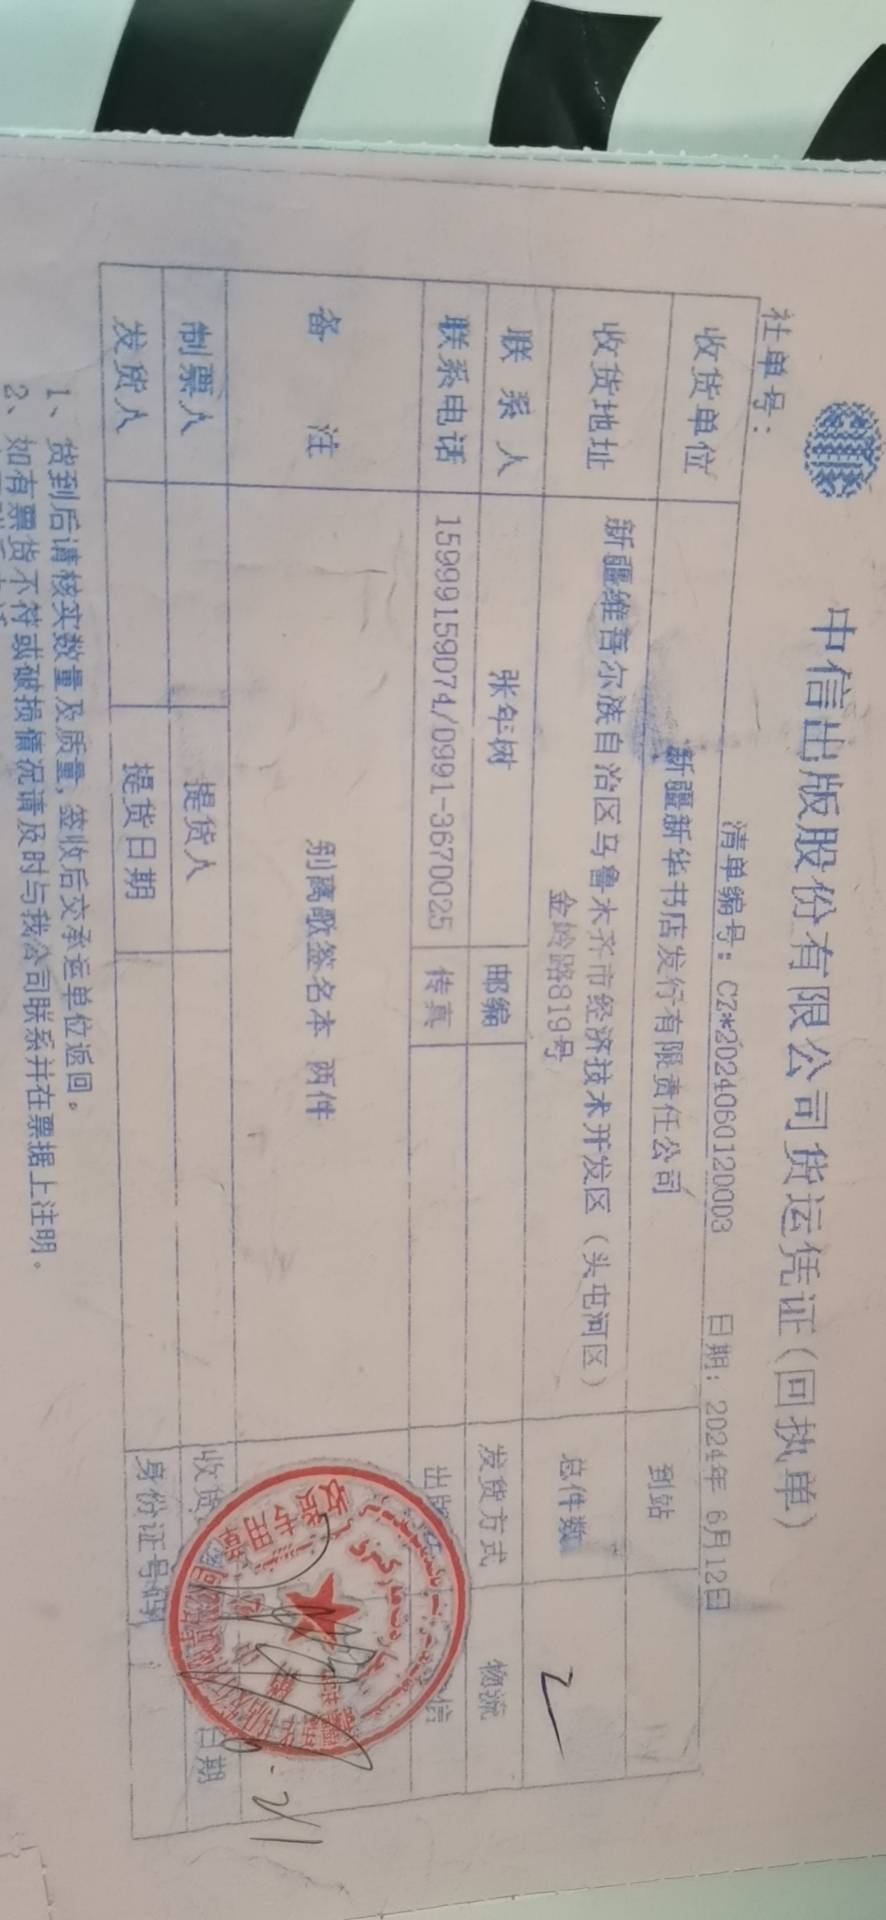 中信出版股份有限公司货运凭证(回执单)
社单号：
清单编号：CZ*20240601200​03 日期：2024年 6月12日
收货单位 新疆新华书店发行有限责任公司 到站
收货地址 新疆维吾尔族自治区乌鲁木齐市经济技术开发区（头屯河区）
金岭路819号 总件数 2
联系人 张年树 邮编 发货方式 物流
联系电话 15999159074/0991-3670025 传真 信
备 注 别离歌签名本 两件
制票人 提货人 收货 日期
发货人 提货日期 身份证号码
收货专用章
1、货到后请核实数量及质量,签收后交承运单位返回。
2、如有票货不符或破损情况请及时与我公司联系并在票据上注明。